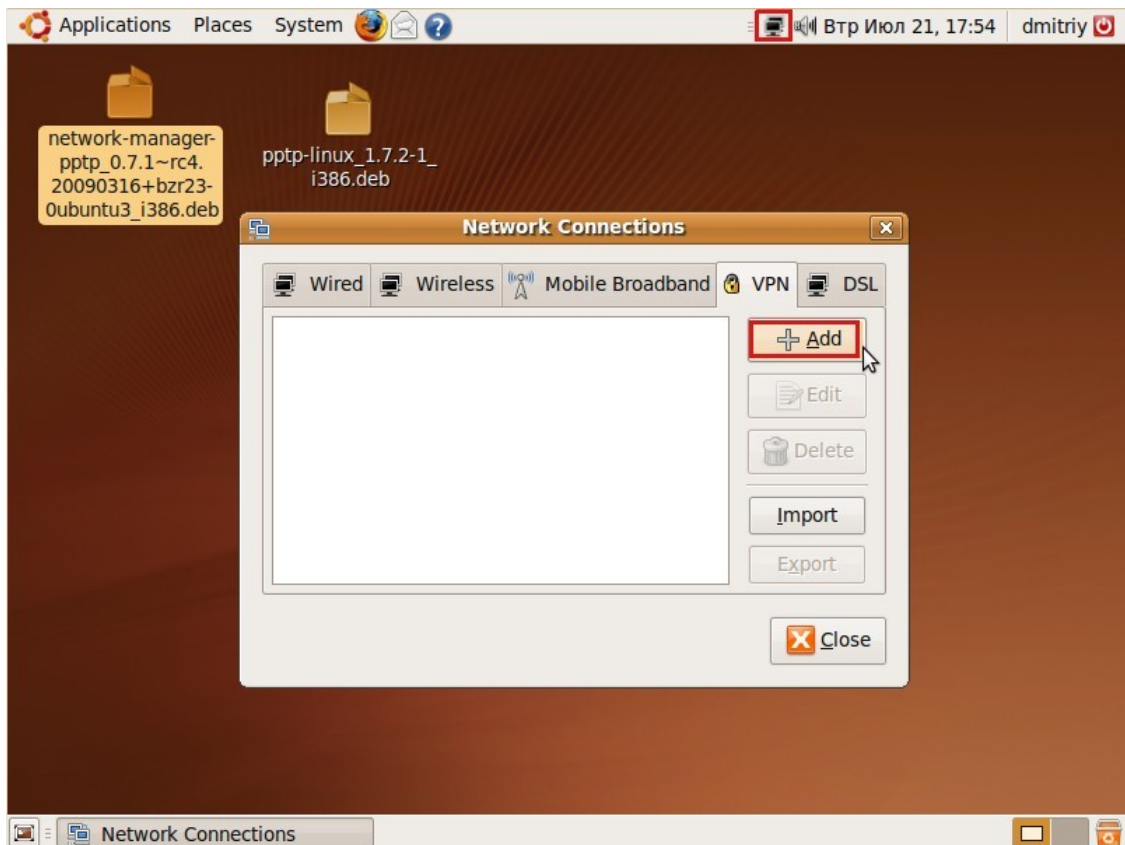 Applications Places System Втр Июл 21, 17:54 dmitriy
network-manager-
pptp_0.7.1~rc4.
20090316+bzr23-
0ubuntu3_i386.deb
pptp-linux_1.7.2-1_
i386.deb
Network Connections
Wired Wireless Mobile Broadband VPN DSL
Add
Edit
Delete
Import
Export
Close
Network Connections